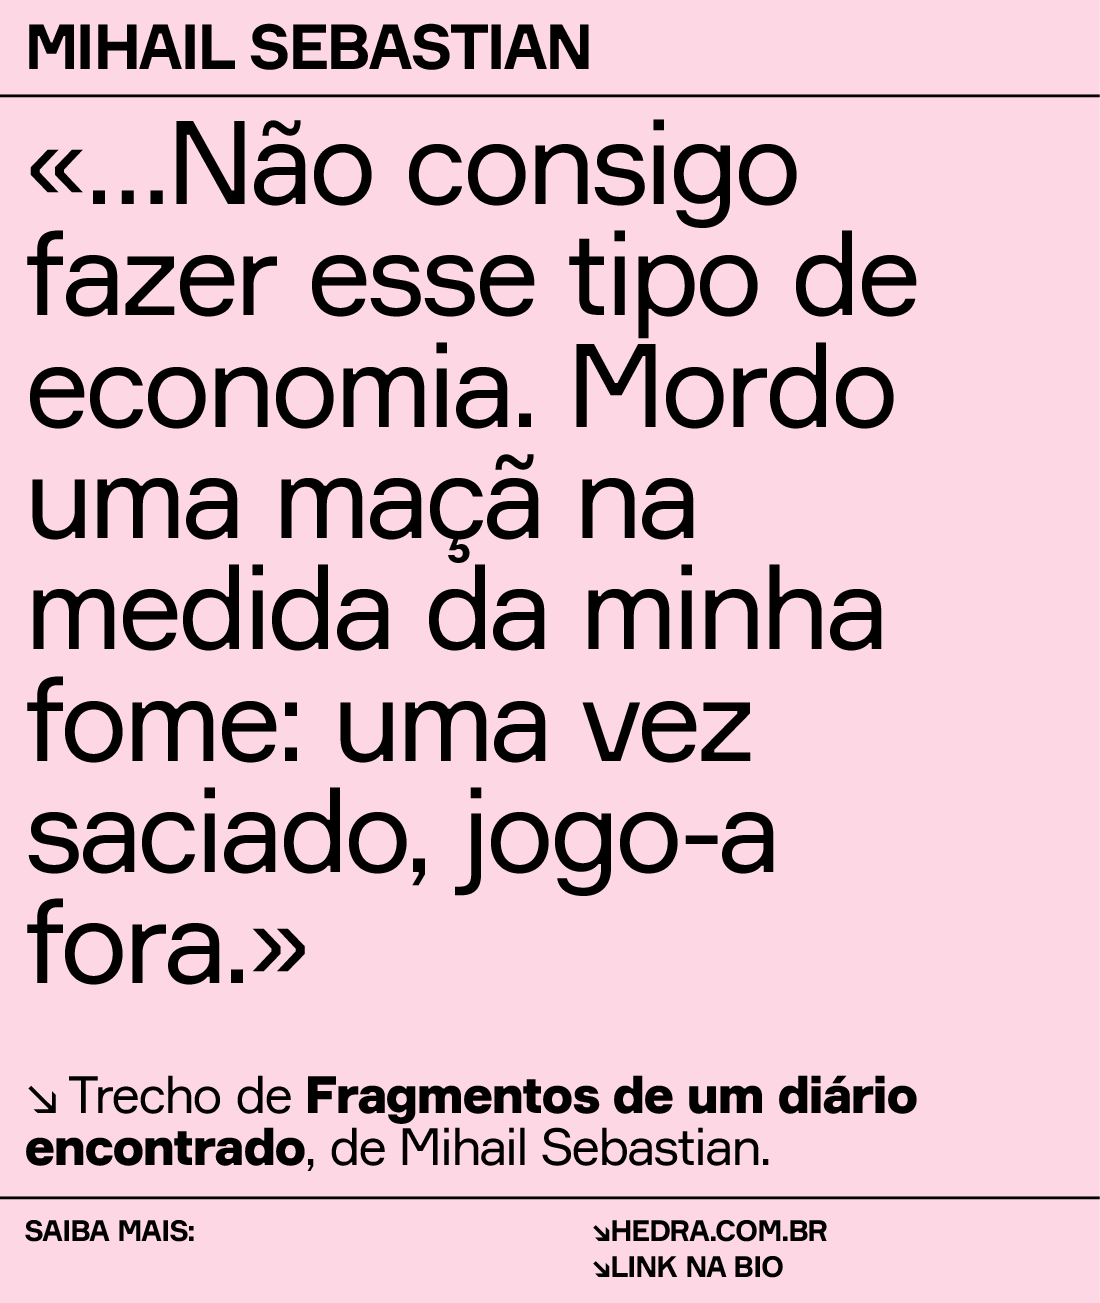 MIHAIL SEBASTIAN
«...Não consigo
fazer esse tipo de
economia. Mordo
uma maçã na
medida da minha
fome: uma vez
saciado, jogo-a
fora.»
↘ Trecho de Fragmentos de um diário
encontrado, de Mihail Sebastian.
SAIBA MAIS:
↘HEDRA.COM.BR
↘LINK NA BIO